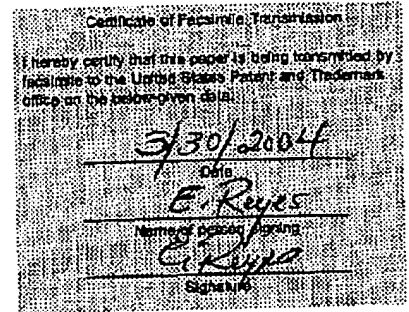 Certificate of Facsimile Transmission
I hereby certify that this paper is being transmitted by
facsimile to the United States Patent and Trademark
office on the below-given date.
3/30/2004
Date
E. Reyes
Name of person signing
E. Reyes
Signature